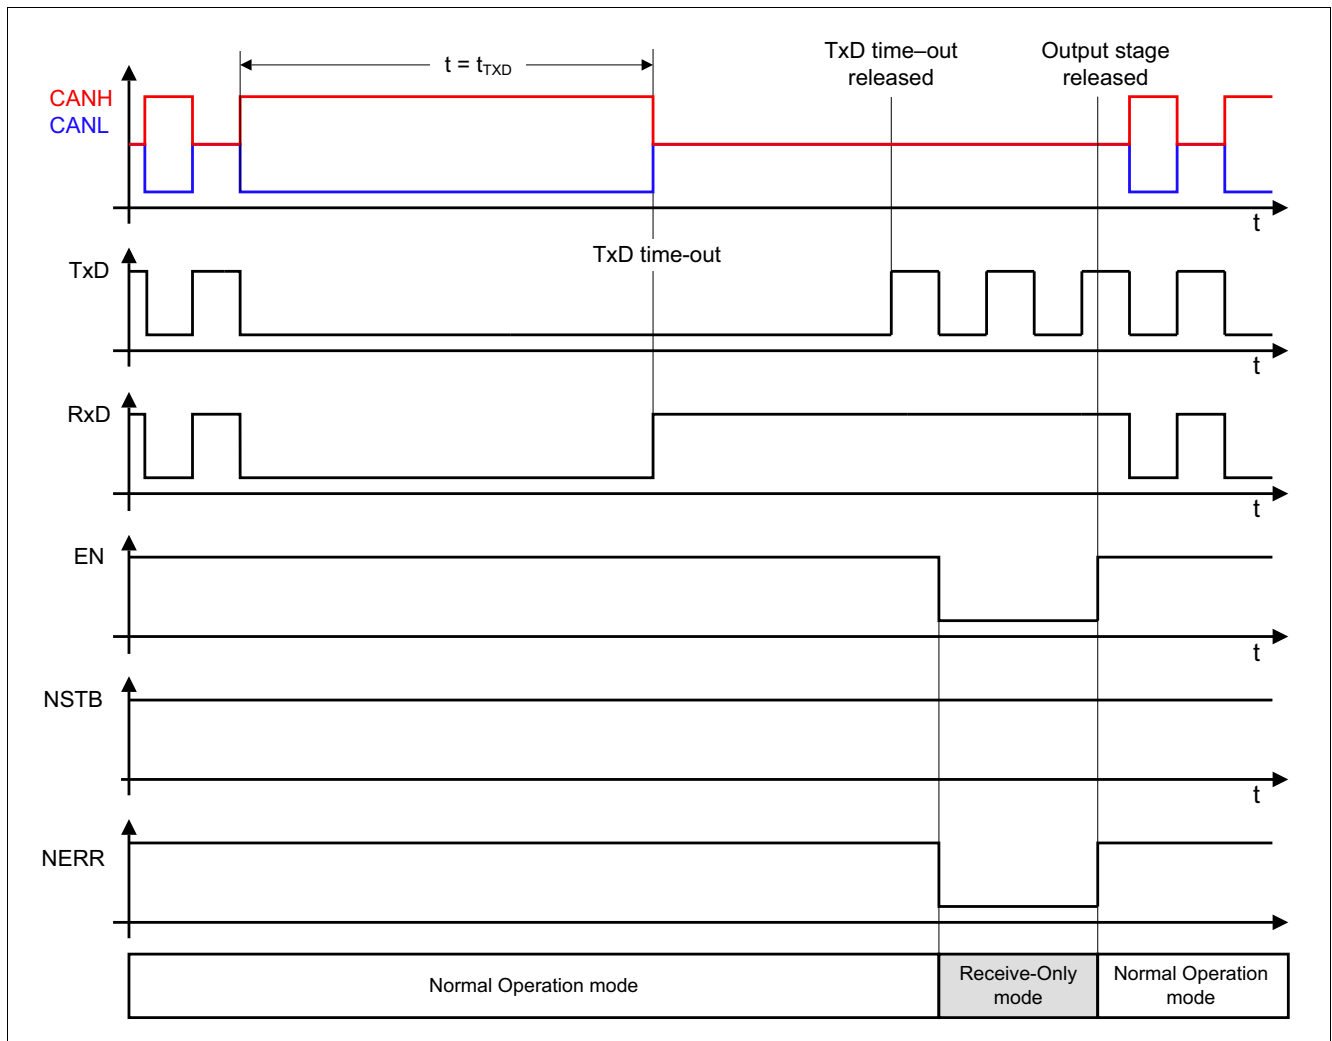 TxD time–out
released
Output stage
released
t = tTXD
CANH
CANL
t
TxD time-out
TxD
t
RxD
t
EN
t
NSTB
t
NERR
Normal Operation mode
Receive-Only
mode
Normal Operation
mode